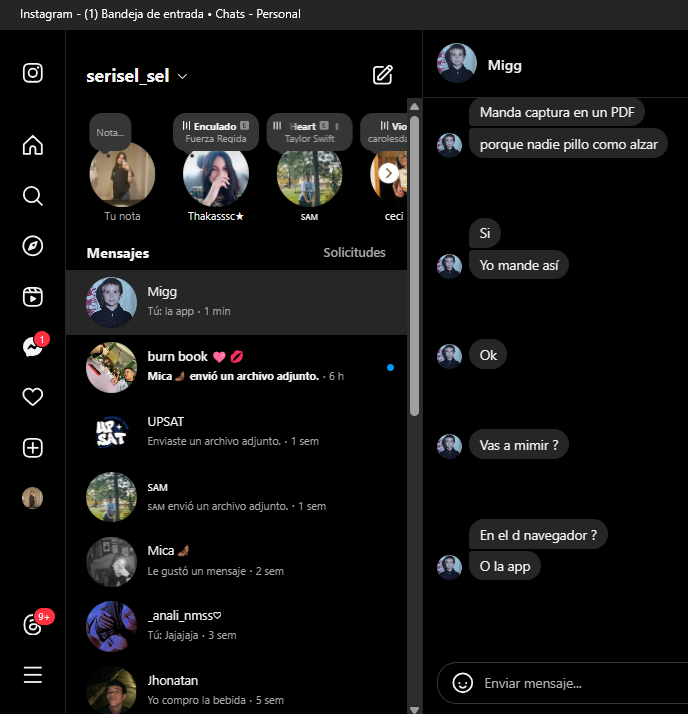 Instagram - (1) Bandeja de entrada • Chats - Personal
serisel_sel
Nota...
Enculado E
Fuerza Regida
Heart E
Taylor Swift
Vio
carolesda
Tu nota
Thakasssc★
SAM
ceci
Mensajes
Solicitudes
Migg
Tú: la app · 1 min
burn book 💗 💋
Mica 🦇 envió un archivo adjunto. · 6 h
UPSAT
UPSAT
Enviaste un archivo adjunto. · 1 sem
SAM
SAM envió un archivo adjunto. · 1 sem
Mica 🦇
Le gustó un mensaje · 2 sem
_anali_nmss♡
Tú: Jajajaja · 3 sem
Jhonatan
Yo compro la bebida · 5 sem
1
9+
Migg
Manda captura en un PDF
porque nadie pillo como alzar
Si
Yo mande así
Ok
Vas a mimir ?
En el d navegador ?
O la app
Enviar mensaje...